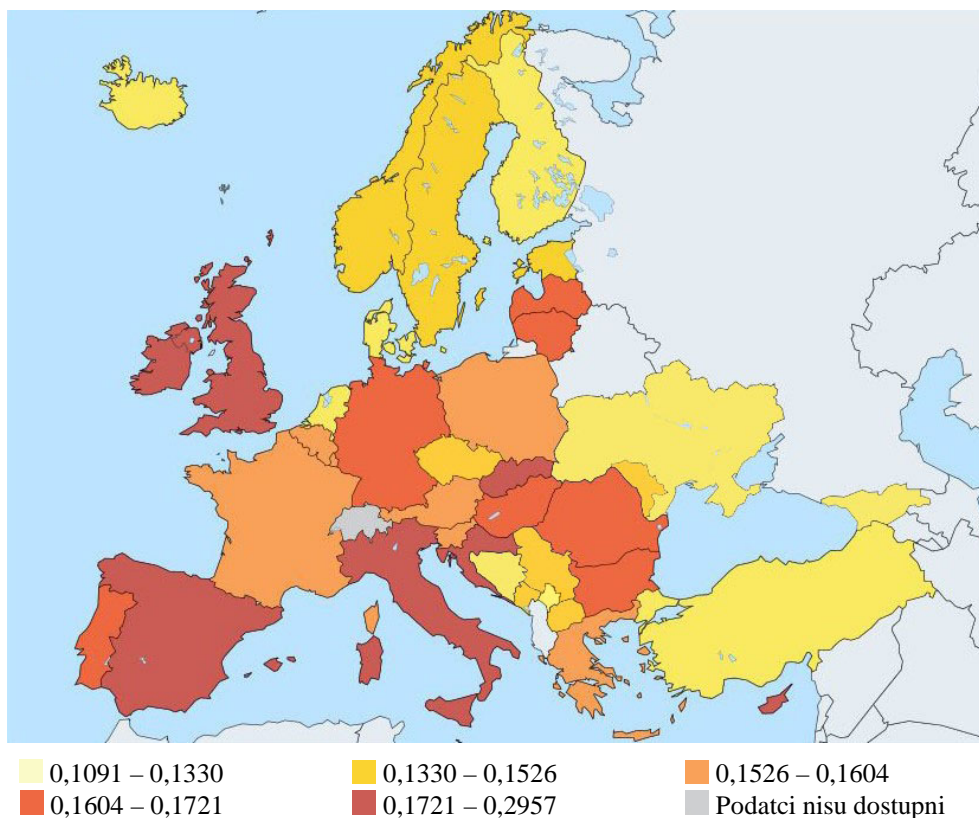 0,1091 – 0,1330 0,1330 – 0,1526 0,1526 – 0,1604
0,1604 – 0,1721 0,1721 – 0,2957 Podatci nisu dostupni